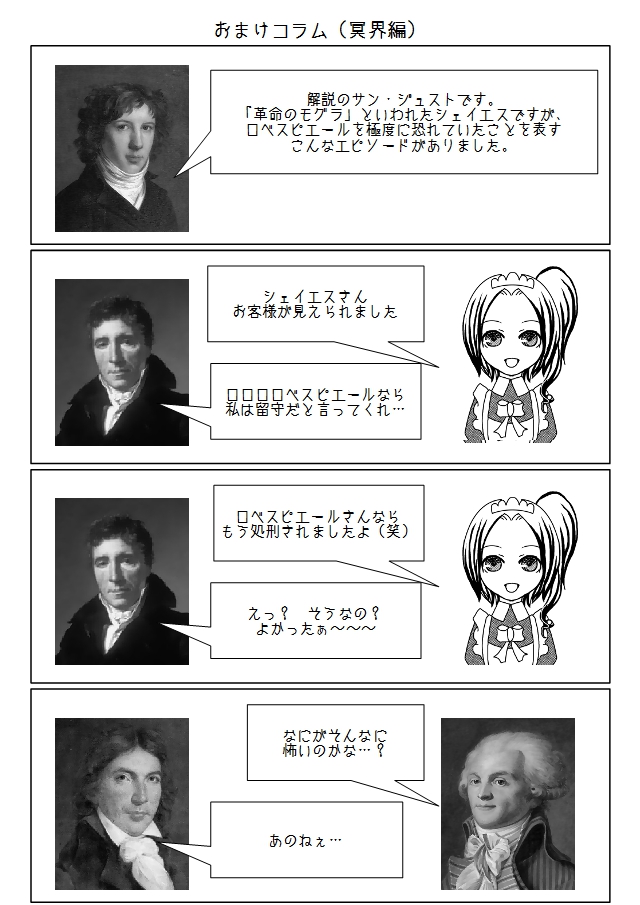 おまけコラム（冥界編）
解説のサン・ジュストです。
「革命のモグラ」といわれたシェイエスですが、
ロベスピエールを極度に恐れていたことを表す
こんなエピソードがありました。
シェイエスさん
お客様が見えられました
ロロロロベスピエールなら
私は留守だと言ってくれ…
ロベスピエールさんなら
もう処刑されましたよ（笑）
えっ？　そうなの？
よかったぁ～～～
なにがそんなに
怖いのかな…？
あのねぇ…